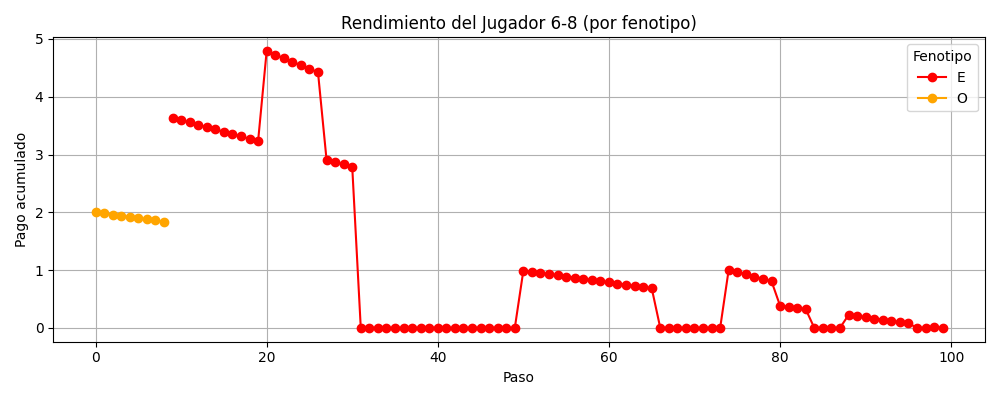 Rendimiento del Jugador 6-8 (por fenotipo)
Pago acumulado
5
4
3
2
1
0
Fenotipo
E
O
0 20 40 60 80 100
Paso